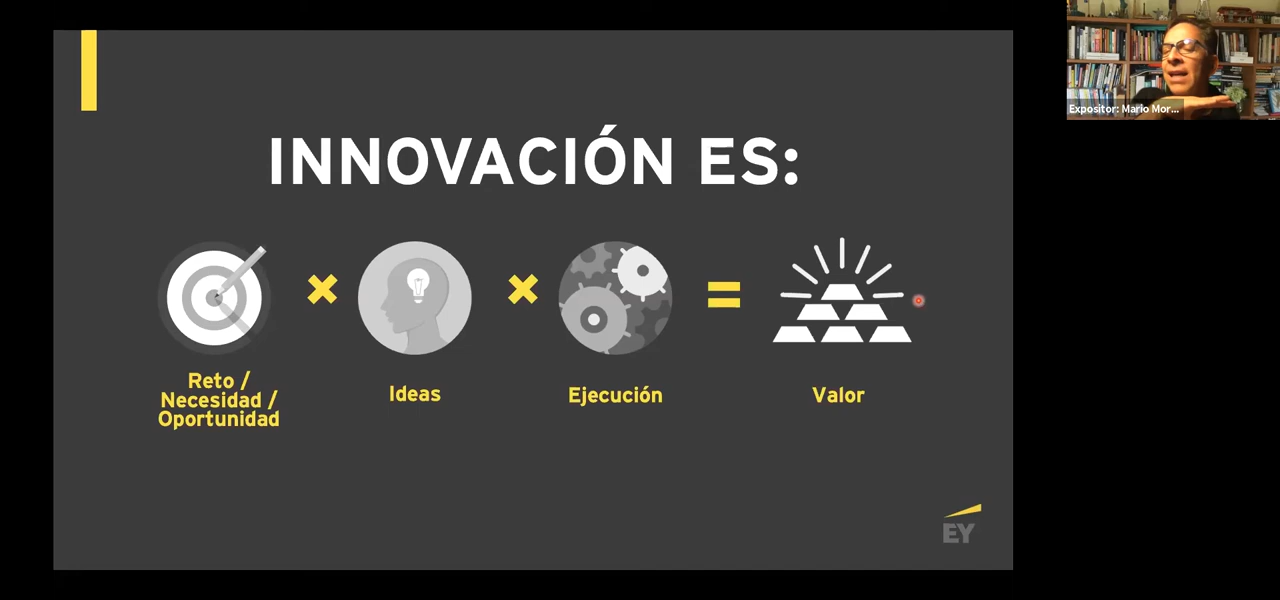 INNOVACIÓN ES:
Reto /
Necesidad /
Oportunidad
Ideas
Ejecución
Valor
EY
Expositor: Mario Mor...